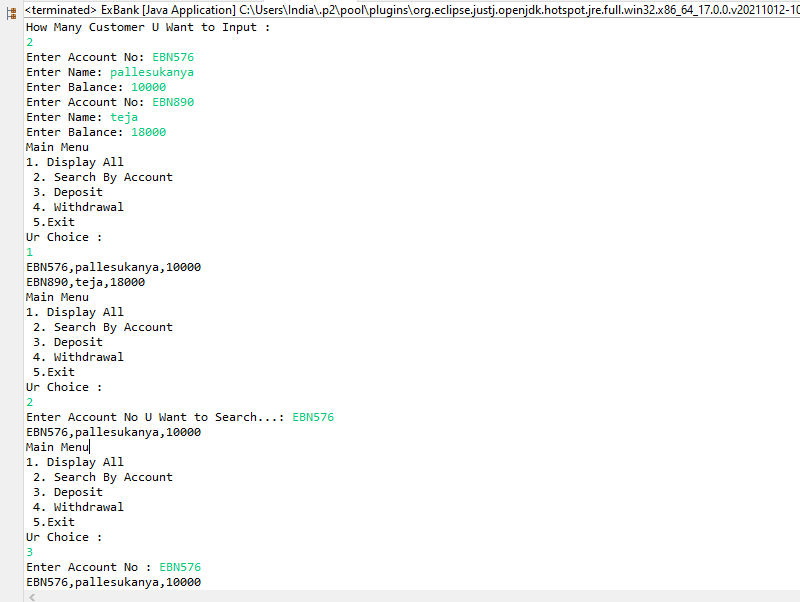 <terminated> ExBank [Java Application] C:\Users\India\.p2\pool\plugins\org.eclipse.justj.openjdk.hotspot.jre.full.win32.x86_64_17.0.0.v20211012-10
How Many Customer U Want to Input :
2
Enter Account No: EBN576
Enter Name: pallesukanya
Enter Balance: 10000
Enter Account No: EBN890
Enter Name: teja
Enter Balance: 18000
Main Menu
1. Display All
 2. Search By Account
 3. Deposit
 4. Withdrawal
 5.Exit
Ur Choice :
1
EBN576,pallesukanya,10000
EBN890,teja,18000
Main Menu
1. Display All
 2. Search By Account
 3. Deposit
 4. Withdrawal
 5.Exit
Ur Choice :
2
Enter Account No U Want to Search...: EBN576
EBN576,pallesukanya,10000
Main Menu
1. Display All
 2. Search By Account
 3. Deposit
 4. Withdrawal
 5.Exit
Ur Choice :
3
Enter Account No : EBN576
EBN576,pallesukanya,10000